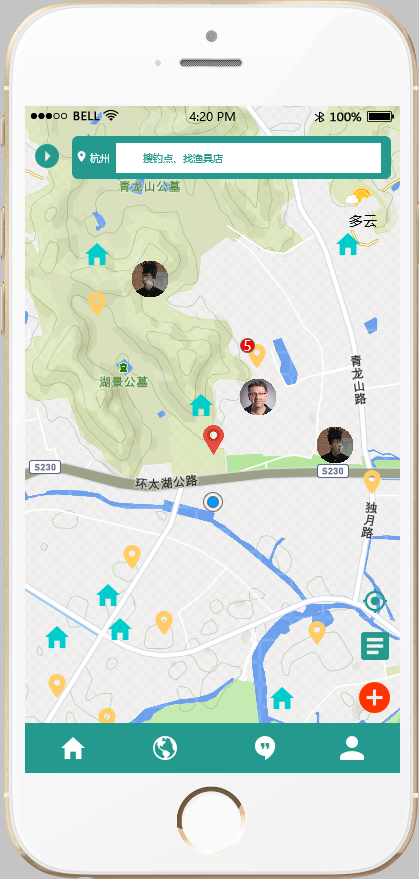 BELL 4:20 PM 100%
杭州 搜钓点、找渔具店
青龙山公墓
多云
5
青龙山路
湖景公墓
S230
S230
环太湖公路
独月路